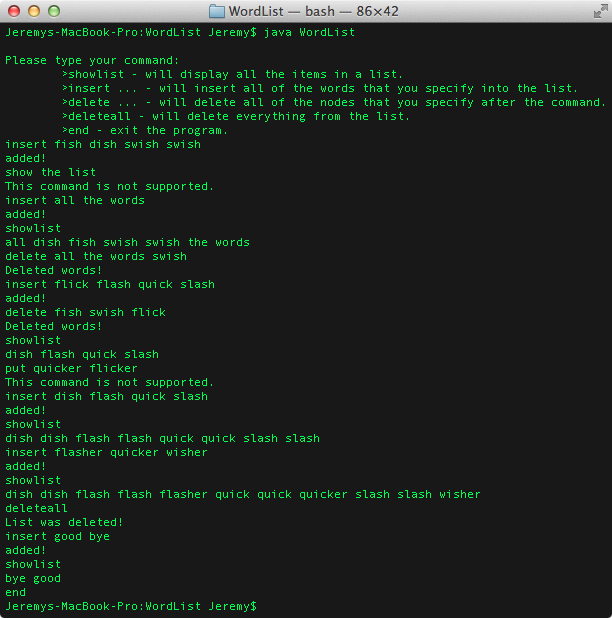 WordList — bash — 86×42
Jeremys-MacBook-Pro:WordList Jeremy$ java WordList
Please type your command:
>showlist - will display all the items in a list.
>insert ... - will insert all of the words that you specify into the list.
>delete ... - will delete all of the nodes that you specify after the command.
>deleteall - will delete everything from the list.
>end - exit the program.
insert fish dish swish swish
added!
show the list
This command is not supported.
insert all the words
added!
showlist
all dish fish swish swish the words
delete all the words swish
Deleted words!
insert flick flash quick slash
added!
delete fish swish flick
Deleted words!
showlist
dish flash quick slash
put quicker flicker
This command is not supported.
insert dish flash quick slash
added!
showlist
dish dish flash flash quick quick slash slash
insert flasher quicker wisher
added!
showlist
dish dish flash flash flasher quick quick quicker slash slash wisher
deleteall
List was deleted!
insert good bye
added!
showlist
bye good
end
Jeremys-MacBook-Pro:WordList Jeremy$